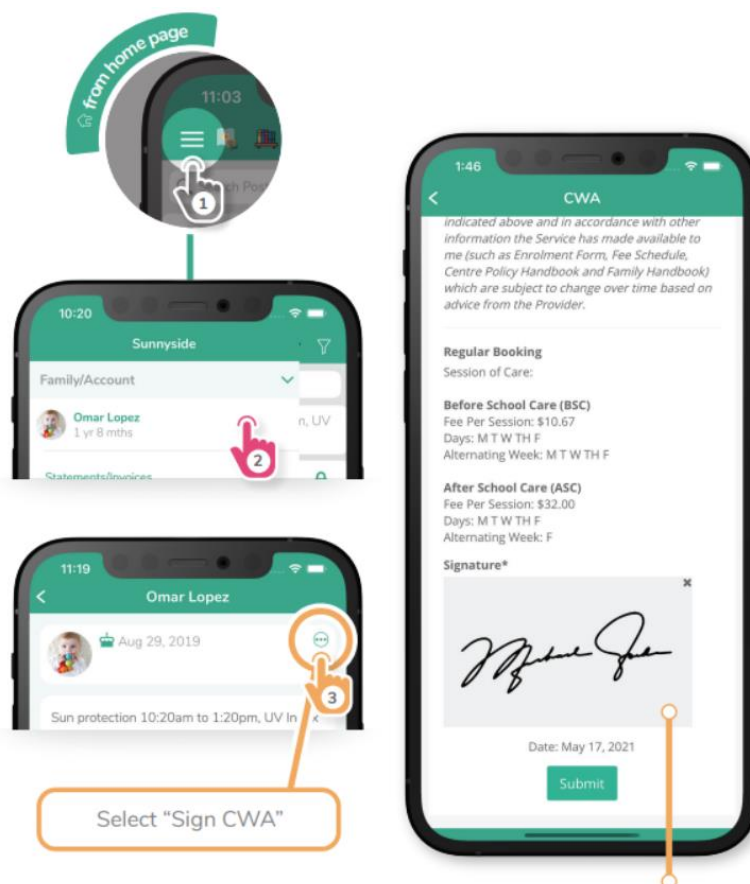 from home page
11:03
1
10:20
Sunnyside
Family/Account
Omar Lopez
1 yr 8 mths
n, UV
2
Statements/Invoices
11:19
Omar Lopez
Aug 29, 2019
3
Sun protection 10:20am to 1:20pm, UV In
Select “Sign CWA”
1:46
CWA
indicated above and in accordance with other
information the Service has made available to
me (such as Enrolment Form, Fee Schedule,
Centre Policy Handbook and Family Handbook)
which are subject to change over time based on
advice from the Provider.
Regular Booking
Session of Care:
Before School Care (BSC)
Fee Per Session: $10.67
Days: M T W TH F
Alternating Week: M T W TH F
After School Care (ASC)
Fee Per Session: $32.00
Days: M T W TH F
Alternating Week: F
Signature*
Date: May 17, 2021
Submit